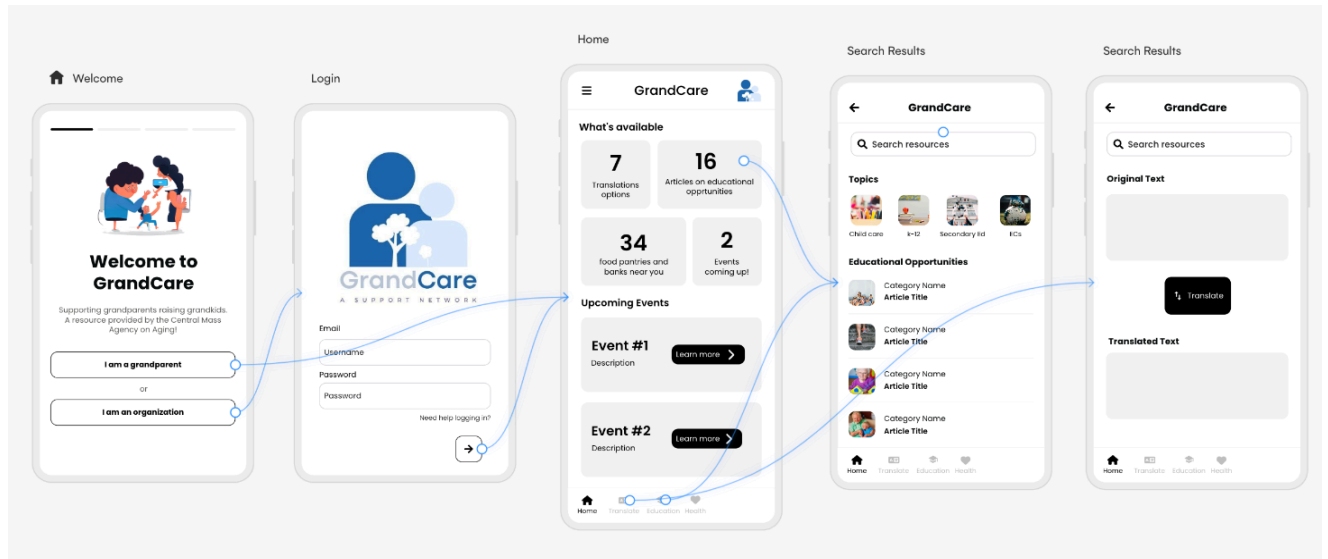 Welcome
Welcome to
GrandCare
Supporting grandparents raising grandkids.
A resource provided by the Central Mass
Agency on Aging!
I am a grandparent
or
I am an organization
Login
GrandCare
A SUPPORT NETWORK
Email
Username
Password
Password
Need help logging in?
Home
GrandCare
What's available
7
Translations
options
16
Articles on educational
opprtunities
34
food pantries and
banks near you
2
Events
coming up!
Upcoming Events
Event #1
Description
Learn more
Event #2
Description
Learn more
Home Translate Education Health
Search Results
GrandCare
Search resources
Topics
Child care k-12 Secondary Ed
Educational Opportunities
Category Name
Article Title
Category Name
Article Title
Category Name
Article Title
Category Name
Article Title
Home Translate Education Health
Search Results
GrandCare
Search resources
Original Text
Translate
Translated Text
Home Translate Education Health